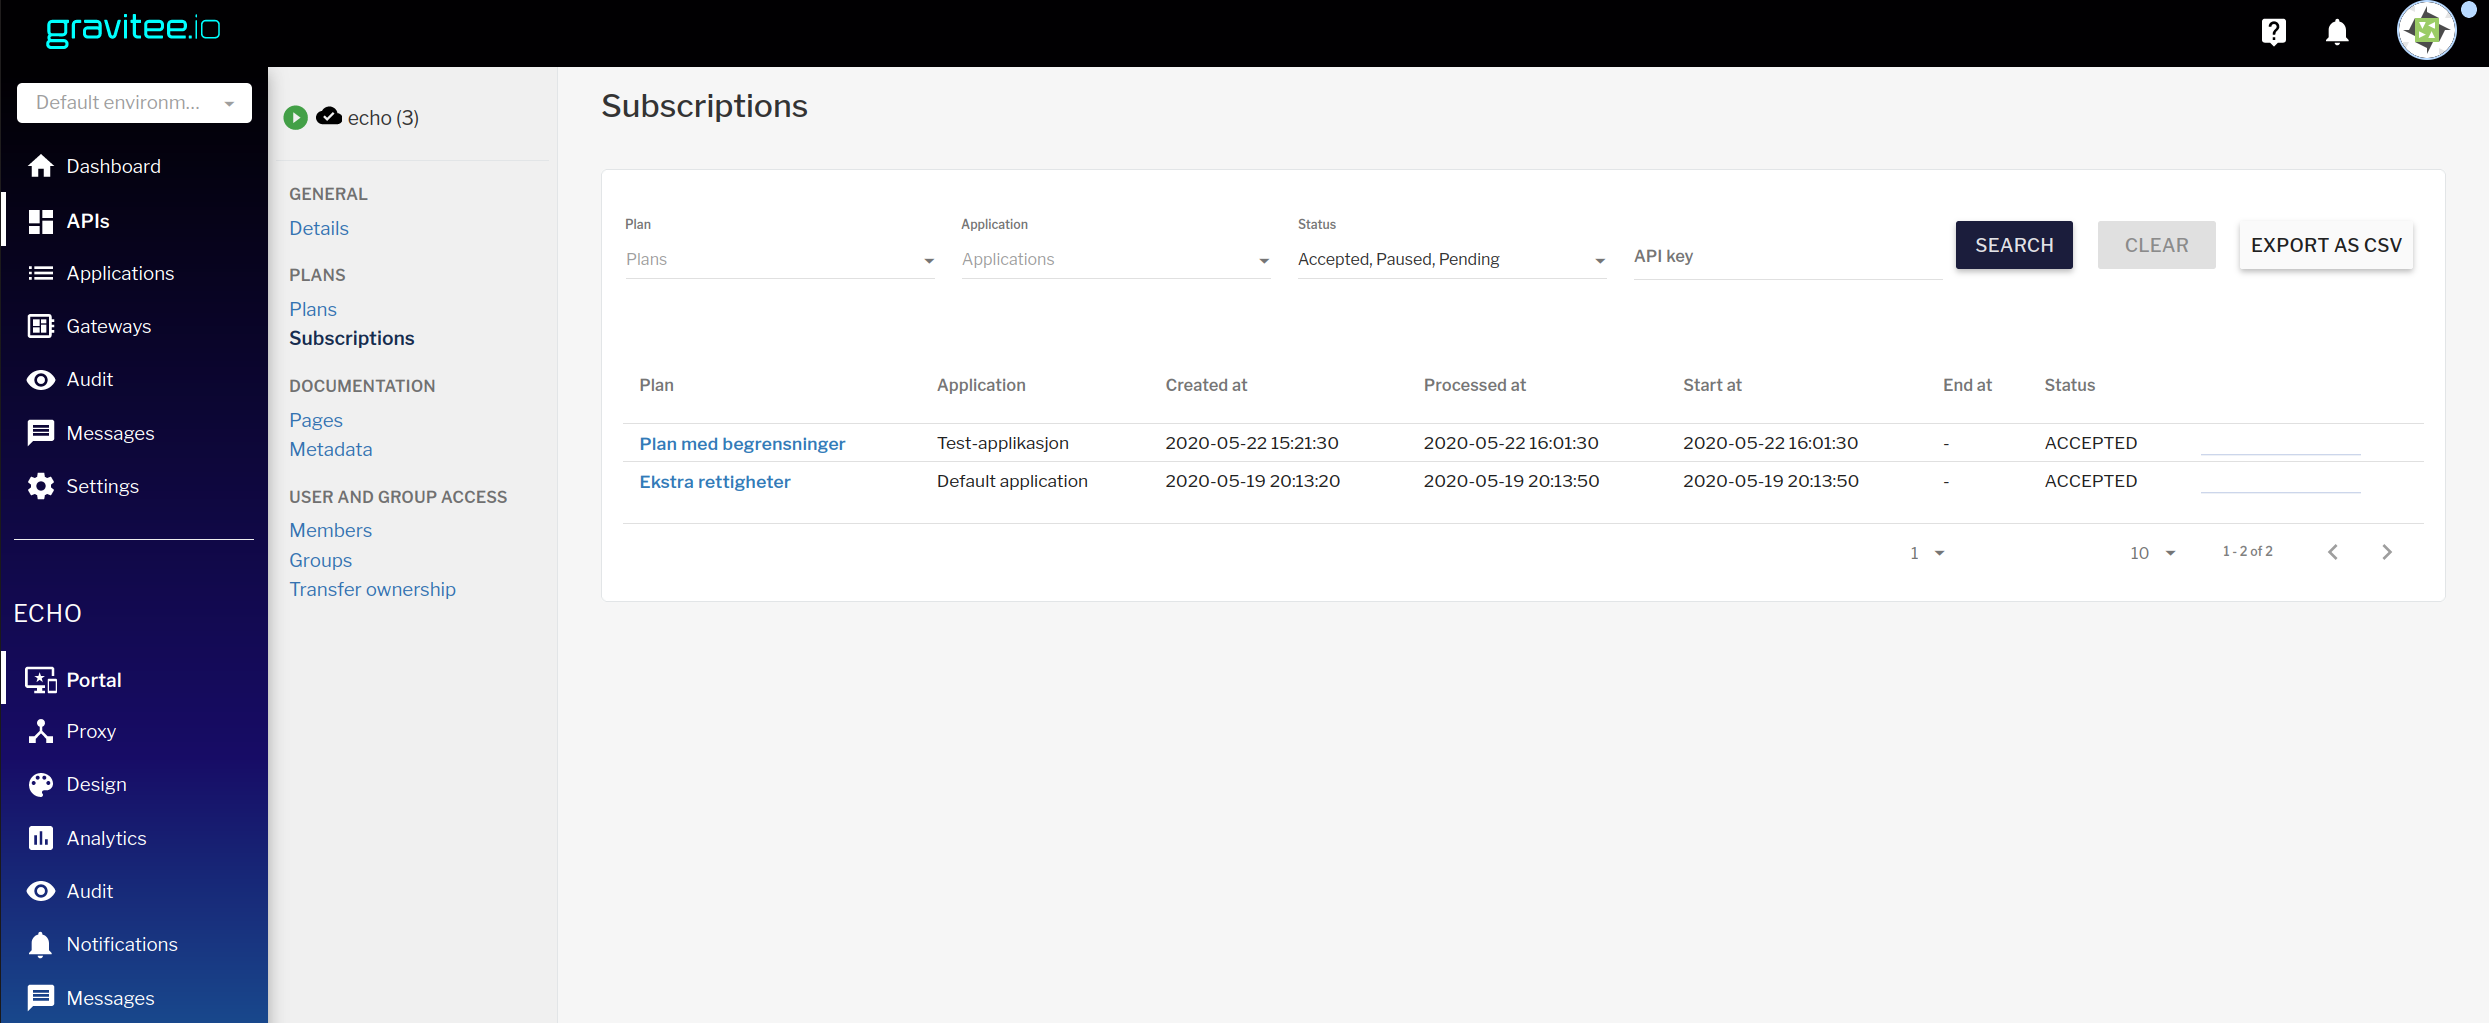 gravitee.io
Default environm...
Dashboard
APIs
Applications
Gateways
Audit
Messages
Settings
ECHO
Portal
Proxy
Design
Analytics
Audit
Notifications
Messages
echo (3)
GENERAL
Details
PLANS
Plans
Subscriptions
DOCUMENTATION
Pages
Metadata
USER AND GROUP ACCESS
Members
Groups
Transfer ownership
Subscriptions
Plan Application Status
Plans Applications Accepted, Paused, Pending API key SEARCH CLEAR EXPORT AS CSV
Plan Application Created at Processed at Start at End at Status
Plan med begrensninger Test-applikasjon 2020-05-22 15:21:30 2020-05-22 16:01:30 2020-05-22 16:01:30 - ACCEPTED
Ekstra rettigheter Default application 2020-05-19 20:13:20 2020-05-19 20:13:50 2020-05-19 20:13:50 - ACCEPTED
1 10 1 - 2 of 2